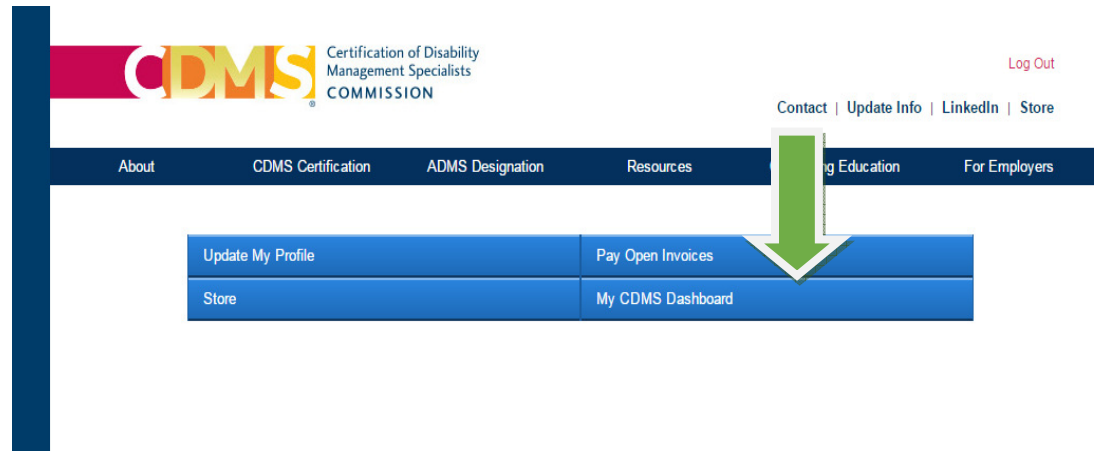 CDMS®
Certification of Disability
Management Specialists
COMMISSION
Log Out
Contact | Update Info | LinkedIn | Store
About CDMS Certification ADMS Designation Resources Education For Employers
Update My Profile Pay Open Invoices
Store My CDMS Dashboard